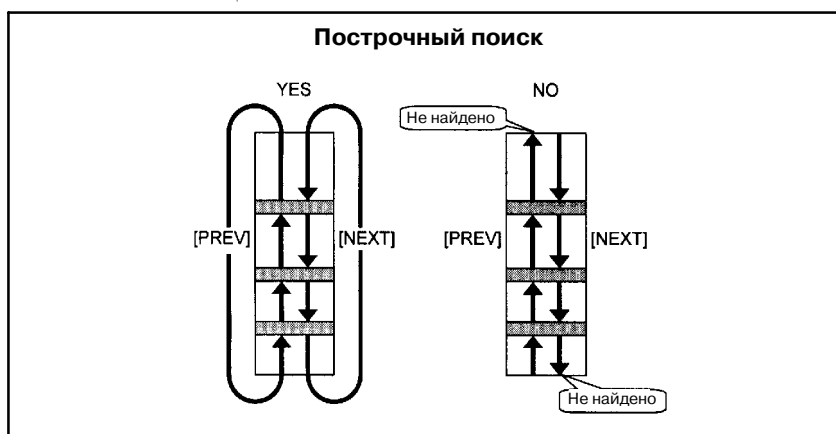 Построчный поиск
YES
NO
Не найдено
[PREV]
[NEXT]
[PREV]
[NEXT]
Не найдено